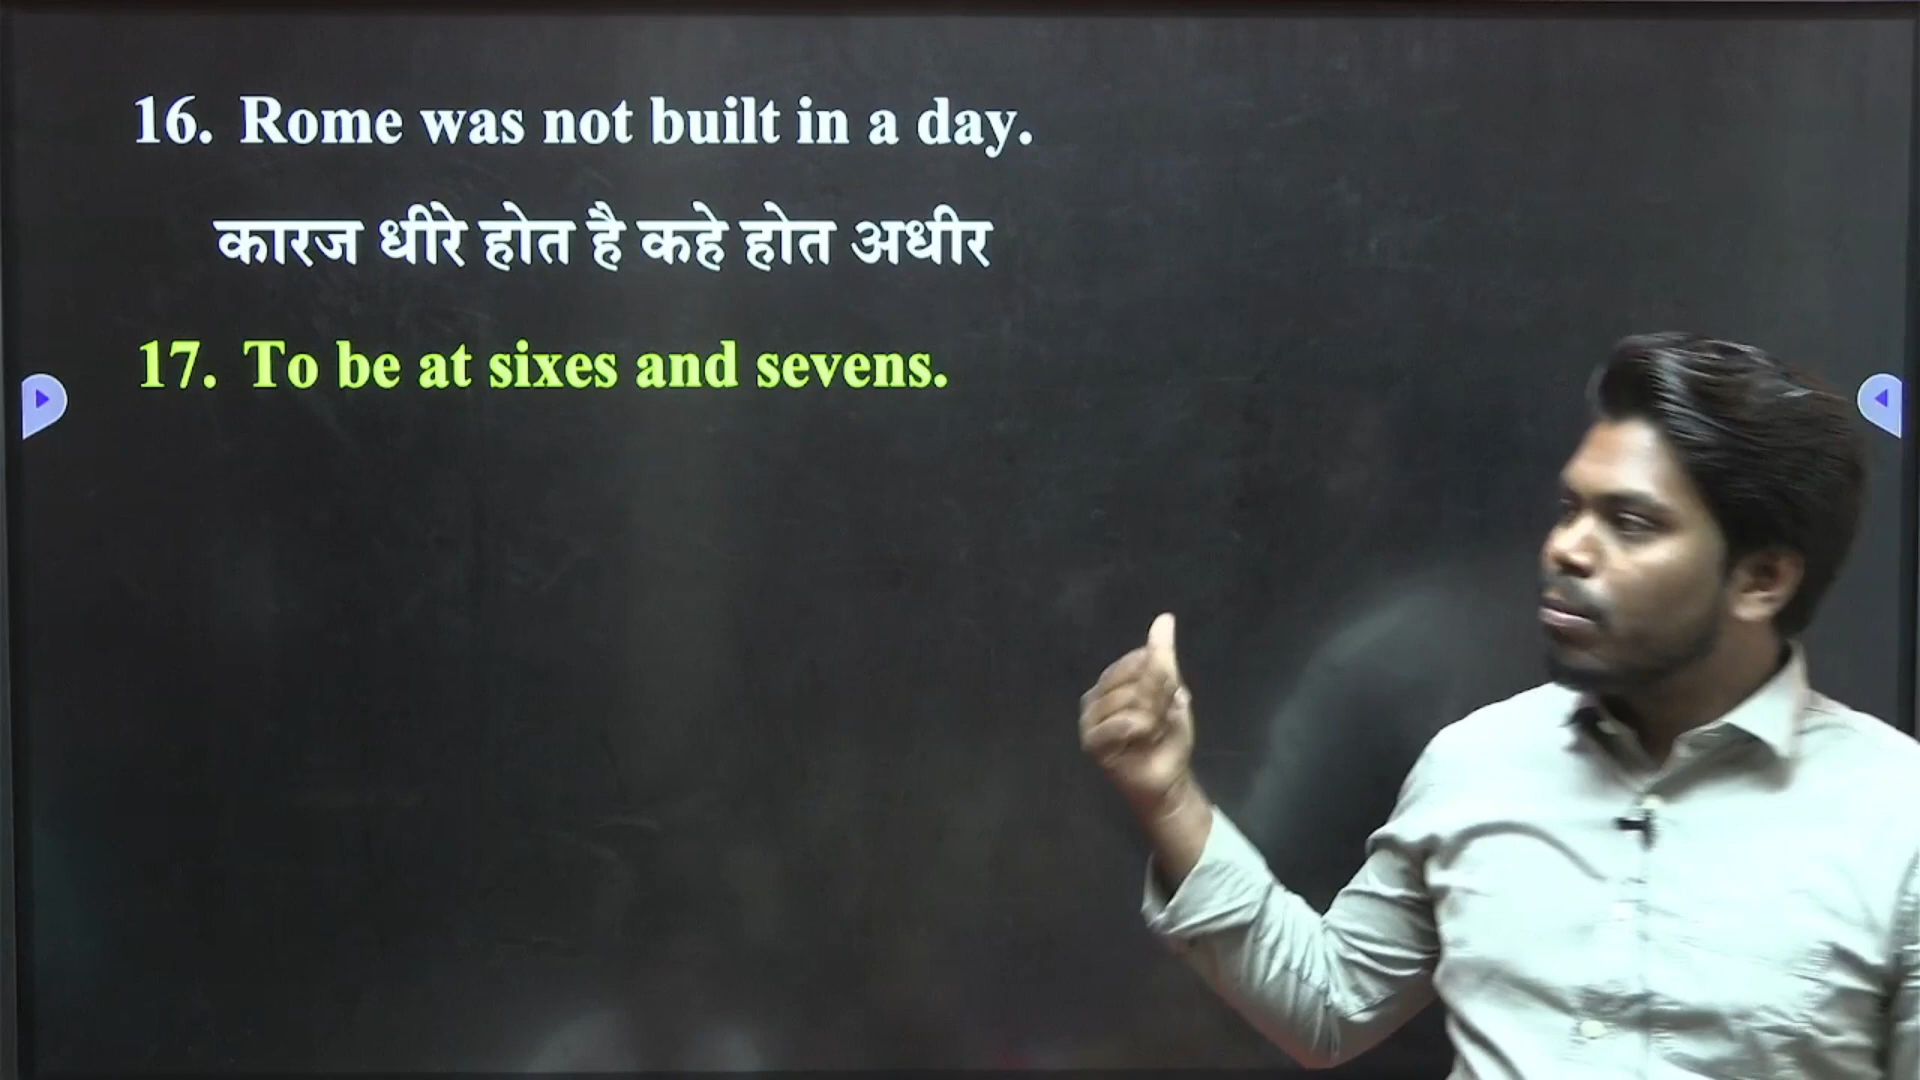 16. Rome was not built in a day.
कारज धीरे होत है कहे होत अधीर
17. To be at sixes and sevens.